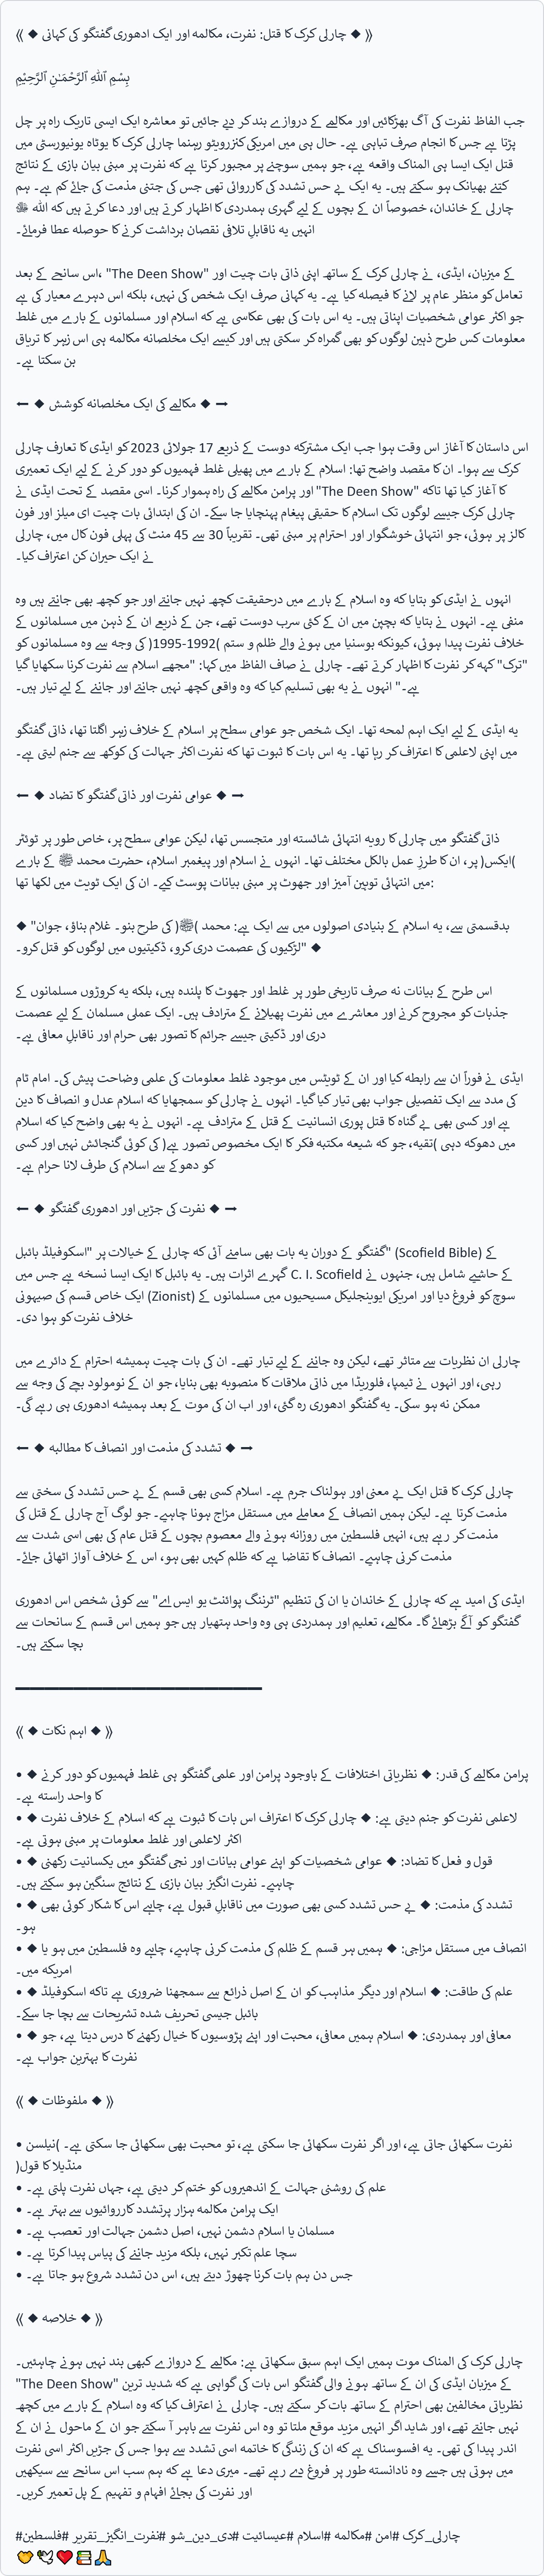 《 ◆ چارلی کرک کا قتل: نفرت، مکالمہ اور ایک ادھوری گفتگو کی کہانی ◆ 》
بِسْمِ ٱللَّٰهِ ٱلرَّحْمَـٰنِ ٱلرَّحِيْمِ
جب الفاظ نفرت کی آگ بھڑکائیں اور مکالمے کے دروازے بند کر دیے جائیں تو معاشرہ ایک ایسی تاریک راہ پر چل
پڑتا ہے جس کا انجام صرف تباہی ہے۔ حال ہی میں امریکی کنزرویٹو رہنما چارلی کرک کا یوٹاہ یونیورسٹی میں
قتل ایک ایسا ہی المناک واقعہ ہے، جو ہمیں سوچنے پر مجبور کرتا ہے کہ نفرت پر مبنی بیان بازی کے نتائج
کتنے بھیانک ہو سکتے ہیں۔ یہ ایک بے حس تشدد کی کارروائی تھی جس کی جتنی مذمت کی جائے کم ہے۔ ہم
چارلی کے خاندان، خصوصاً ان کے بچوں کے لیے گہری ہمدردی کا اظہار کرتے ہیں اور دعا کرتے ہیں کہ اللہ ﷻ
انہیں یہ ناقابلِ تلافی نقصان برداشت کرنے کا حوصلہ عطا فرمائے۔
کے میزبان، ایڈی، نے چارلی کرک کے ساتھ اپنی ذاتی بات چیت اور "The Deen Show" ،اس سانحے کے بعد
تعامل کو منظر عام پر لانے کا فیصلہ کیا ہے۔ یہ کہانی صرف ایک شخص کی نہیں، بلکہ اس دہرے معیار کی ہے
جو اکثر عوامی شخصیات اپناتی ہیں۔ یہ اس بات کی بھی عکاسی ہے کہ اسلام اور مسلمانوں کے بارے میں غلط
معلومات کس طرح ذہین لوگوں کو بھی گمراہ کر سکتی ہیں اور کیسے ایک مخلصانہ مکالمہ ہی اس زہر کا تریاق
بن سکتا ہے۔
← ◆ مکالمے کی ایک مخلصانہ کوشش ◆ →
اس داستان کا آغاز اس وقت ہوا جب ایک مشترکہ دوست کے ذریعے 17 جولائی 2023 کو ایڈی کا تعارف چارلی
کرک سے ہوا۔ ان کا مقصد واضح تھا: اسلام کے بارے میں پھیلی غلط فہمیوں کو دور کرنے کے لیے ایک تعمیری
کا آغاز کیا تھا تاکہ "The Deen Show" اور پرامن مکالمے کی راہ ہموار کرنا۔ اسی مقصد کے تحت ایڈی نے
چارلی کرک جیسے لوگوں تک اسلام کا حقیقی پیغام پہنچایا جا سکے۔ ان کی ابتدائی بات چیت ای میلز اور فون
کالز پر ہوئی، جو انتہائی خوشگوار اور احترام پر مبنی تھی۔ تقریباً 30 سے 45 منٹ کی پہلی فون کال میں، چارلی
نے ایک حیران کن اعتراف کیا۔
انہوں نے ایڈی کو بتایا کہ وہ اسلام کے بارے میں درحقیقت کچھ نہیں جانتے اور جو کچھ بھی جانتے ہیں وہ
منفی ہے۔ انہوں نے بتایا کہ بچپن میں ان کے کئی سرب دوست تھے، جن کے ذریعے ان کے ذہن میں مسلمانوں کے
خلاف نفرت پیدا ہوئی، کیونکہ بوسنیا میں ہونے والے ظلم و ستم )1992-1995( کی وجہ سے وہ مسلمانوں کو
"ترک" کہہ کر نفرت کا اظہار کرتے تھے۔ چارلی نے صاف الفاظ میں کہا: "مجھے اسلام سے نفرت کرنا سکھایا گیا
ہے۔" انہوں نے یہ بھی تسلیم کیا کہ وہ واقعی کچھ نہیں جانتے اور جاننے کے لیے تیار ہیں۔
یہ ایڈی کے لیے ایک اہم لمحہ تھا۔ ایک شخص جو عوامی سطح پر اسلام کے خلاف زہر اگلتا تھا، ذاتی گفتگو
میں اپنی لاعلمی کا اعتراف کر رہا تھا۔ یہ اس بات کا ثبوت تھا کہ نفرت اکثر جہالت کی کوکھ سے جنم لیتی ہے۔
← ◆ عوامی نفرت اور ذاتی گفتگو کا تضاد ◆ →
ذاتی گفتگو میں چارلی کا رویہ انتہائی شائستہ اور متجسس تھا، لیکن عوامی سطح پر، خاص طور پر ٹوئٹر
)ایکس( پر، ان کا طرزِ عمل بالکل مختلف تھا۔ انہوں نے اسلام اور پیغمبر اسلام، حضرت محمد ﷺ کے بارے
میں انتہائی توہین آمیز اور جھوٹ پر مبنی بیانات پوسٹ کیے۔ ان کی ایک ٹویٹ میں لکھا تھا:
◆ "بدقسمتی سے، یہ اسلام کے بنیادی اصولوں میں سے ایک ہے: محمد )ﷺ( کی طرح بنو۔ غلام بناؤ، جوان
لڑکیوں کی عصمت دری کرو، ڈکیتیوں میں لوگوں کو قتل کرو۔" ◆
اس طرح کے بیانات نہ صرف تاریخی طور پر غلط اور جھوٹ کا پلندہ ہیں، بلکہ یہ کروڑوں مسلمانوں کے
جذبات کو مجروح کرنے اور معاشرے میں نفرت پھیلانے کے مترادف ہیں۔ ایک عملی مسلمان کے لیے عصمت
دری اور ڈکیتی جیسے جرائم کا تصور بھی حرام اور ناقابلِ معافی ہے۔
ایڈی نے فوراً ان سے رابطہ کیا اور ان کے ٹویٹس میں موجود غلط معلومات کی علمی وضاحت پیش کی۔ امام ٹام
کی مدد سے ایک تفصیلی جواب بھی تیار کیا گیا۔ انہوں نے چارلی کو سمجھایا کہ اسلام عدل و انصاف کا دین
ہے اور کسی بھی بے گناہ کا قتل پوری انسانیت کے قتل کے مترادف ہے۔ انہوں نے یہ بھی واضح کیا کہ اسلام
میں دھوکہ دہی )تقیہ، جو کہ شیعہ مکتبہ فکر کا ایک مخصوص تصور ہے( کی کوئی گنجائش نہیں اور کسی
کو دھوکے سے اسلام کی طرف لانا حرام ہے۔
← ◆ نفرت کی جڑیں اور ادھوری گفتگو ◆ →
کے (Scofield Bible) "گفتگو کے دوران یہ بات بھی سامنے آئی کہ چارلی کے خیالات پر "اسکوفیلڈ بائبل
کے حاشیے شامل ہیں، جنہوں نے C. I. Scofield گہرے اثرات ہیں۔ یہ بائبل کا ایک ایسا نسخہ ہے جس میں
سوچ کو فروغ دیا اور امریکی ایوینجلیکل مسیحیوں میں مسلمانوں کے (Zionist) ایک خاص قسم کی صیہونی
خلاف نفرت کو ہوا دی۔
چارلی ان نظریات سے متاثر تھے، لیکن وہ جاننے کے لیے تیار تھے۔ ان کی بات چیت ہمیشہ احترام کے دائرے میں
رہی، اور انہوں نے ٹیمپا، فلوریڈا میں ذاتی ملاقات کا منصوبہ بھی بنایا، جو ان کے نومولود بچے کی وجہ سے
ممکن نہ ہو سکی۔ یہ گفتگو ادھوری رہ گئی، اور اب ان کی موت کے بعد ہمیشہ ادھوری ہی رہے گی۔
← ◆ تشدد کی مذمت اور انصاف کا مطالبہ ◆ →
چارلی کرک کا قتل ایک بے معنی اور ہولناک جرم ہے۔ اسلام کسی بھی قسم کے بے حس تشدد کی سختی سے
مذمت کرتا ہے۔ لیکن ہمیں انصاف کے معاملے میں مستقل مزاج ہونا چاہیے۔ جو لوگ آج چارلی کے قتل کی
مذمت کر رہے ہیں، انہیں فلسطین میں روزانہ ہونے والے معصوم بچوں کے قتل عام کی بھی اسی شدت سے
مذمت کرنی چاہیے۔ انصاف کا تقاضا ہے کہ ظلم کہیں بھی ہو، اس کے خلاف آواز اٹھائی جائے۔
ایڈی کی امید ہے کہ چارلی کے خاندان یا ان کی تنظیم "ٹرننگ پوائنٹ یو ایس اے" سے کوئی شخص اس ادھوری
گفتگو کو آگے بڑھائے گا۔ مکالمے، تعلیم اور ہمدردی ہی وہ واحد ہتھیار ہیں جو ہمیں اس قسم کے سانحات سے
بچا سکتے ہیں۔
《 ◆ اہم نکات ◆ 》
• ◆ پرامن مکالمے کی قدر: ◆ نظریاتی اختلافات کے باوجود پرامن اور علمی گفتگو ہی غلط فہمیوں کو دور کرنے
کا واحد راستہ ہے۔
• ◆ لاعلمی نفرت کو جنم دیتی ہے: ◆ چارلی کرک کا اعتراف اس بات کا ثبوت ہے کہ اسلام کے خلاف نفرت
اکثر لاعلمی اور غلط معلومات پر مبنی ہوتی ہے۔
• ◆ قول و فعل کا تضاد: ◆ عوامی شخصیات کو اپنے عوامی بیانات اور نجی گفتگو میں یکسانیت رکھنی
چاہیے۔ نفرت انگیز بیان بازی کے نتائج سنگین ہو سکتے ہیں۔
• ◆ تشدد کی مذمت: ◆ بے حس تشدد کسی بھی صورت میں ناقابلِ قبول ہے، چاہے اس کا شکار کوئی بھی
ہو۔
• ◆ انصاف میں مستقل مزاجی: ◆ ہمیں ہر قسم کے ظلم کی مذمت کرنی چاہیے، چاہے وہ فلسطین میں ہو یا
امریکہ میں۔
• ◆ علم کی طاقت: ◆ اسلام اور دیگر مذاہب کو ان کے اصل ذرائع سے سمجھنا ضروری ہے تاکہ اسکوفیلڈ
بائبل جیسی تحریف شدہ تشریحات سے بچا جا سکے۔
• ◆ معافی اور ہمدردی: ◆ اسلام ہمیں معافی، محبت اور اپنے پڑوسیوں کا خیال رکھنے کا درس دیتا ہے، جو
نفرت کا بہترین جواب ہے۔
《 ◆ ملفوظات ◆ 》
• نفرت سکھائی جاتی ہے، اور اگر نفرت سکھائی جا سکتی ہے، تو محبت بھی سکھائی جا سکتی ہے۔ )نیلسن
منڈیلا کا قول(
• علم کی روشنی جہالت کے اندھیروں کو ختم کر دیتی ہے، جہاں نفرت پلتی ہے۔
• ایک پرامن مکالمہ ہزار پرتشدد کارروائیوں سے بہتر ہے۔
• مسلمان یا اسلام دشمن نہیں، اصل دشمن جہالت اور تعصب ہے۔
• سچا علم تکبر نہیں، بلکہ مزید جاننے کی پیاس پیدا کرتا ہے۔
• جس دن ہم بات کرنا چھوڑ دیتے ہیں، اس دن تشدد شروع ہو جاتا ہے۔
《 ◆ خلاصہ ◆ 》
چارلی کرک کی المناک موت ہمیں ایک اہم سبق سکھاتی ہے: مکالمے کے دروازے کبھی بند نہیں ہونے چاہئیں۔
کے میزبان ایڈی کی ان کے ساتھ ہونے والی گفتگو اس بات کی گواہی ہے کہ شدید ترین "The Deen Show"
نظریاتی مخالفین بھی احترام کے ساتھ بات کر سکتے ہیں۔ چارلی نے اعتراف کیا کہ وہ اسلام کے بارے میں کچھ
نہیں جانتے تھے، اور شاید اگر انہیں مزید موقع ملتا تو وہ اس نفرت سے باہر آ سکتے جو ان کے ماحول نے ان کے
اندر پیدا کی تھی۔ یہ افسوسناک ہے کہ ان کی زندگی کا خاتمہ اسی تشدد سے ہوا جس کی جڑیں اکثر اسی نفرت
میں ہوتی ہیں جسے وہ نادانستہ طور پر فروغ دے رہے تھے۔ میری دعا ہے کہ ہم سب اس سانحے سے سیکھیں
اور نفرت کی بجائے افہام و تفہیم کے پل تعمیر کریں۔
#چارلی_کرک #امن #مکالمہ #اسلام #عیسائیت #دی_دین_شو #نفرت_انگیز_تقریر #فلسطین